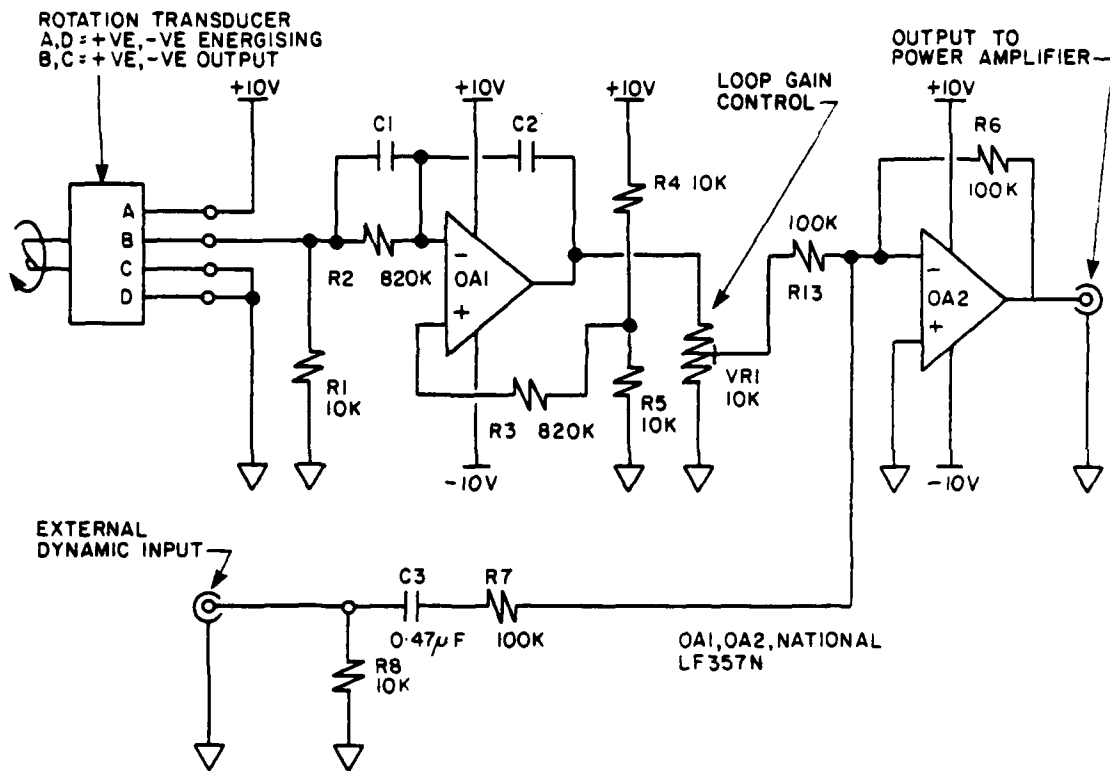 ROTATION TRANSDUCER
A,D=+VE,-VE ENERGISING
B,C=+VE,-VE OUTPUT
OUTPUT TO
POWER AMPLIFIER
LOOP GAIN
CONTROL
+10V
+10V
+10V
+10V
C1
C2
R6
100K
R4 10K
A
B
C
D
R2
820K
-
+
OA1
100K
R13
-
+
OA2
R1
10K
R3
820K
R5
10K
VR1
10K
-10V
-10V
EXTERNAL
DYNAMIC INPUT
C3
R7
0·47µF
100K
R8
10K
OA1,OA2,NATIONAL
LF357N